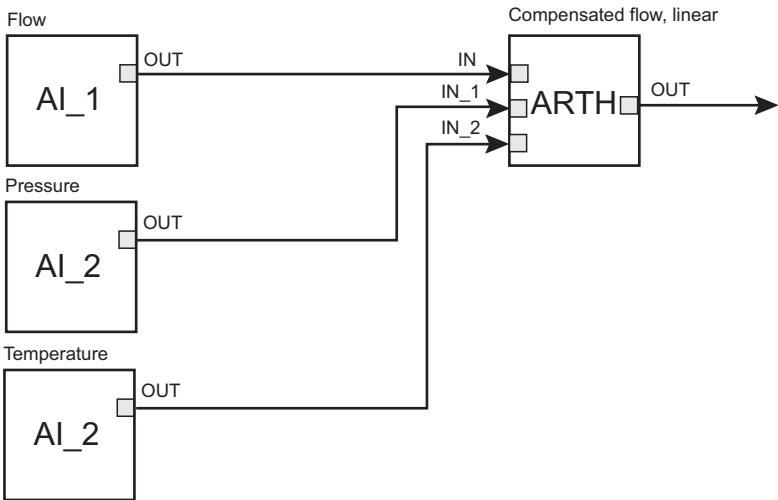 Flow
Compensated flow, linear
AI_1
OUT
IN
IN_1
IN_2
ARTH
OUT
Pressure
AI_2
OUT
Temperature
AI_2
OUT